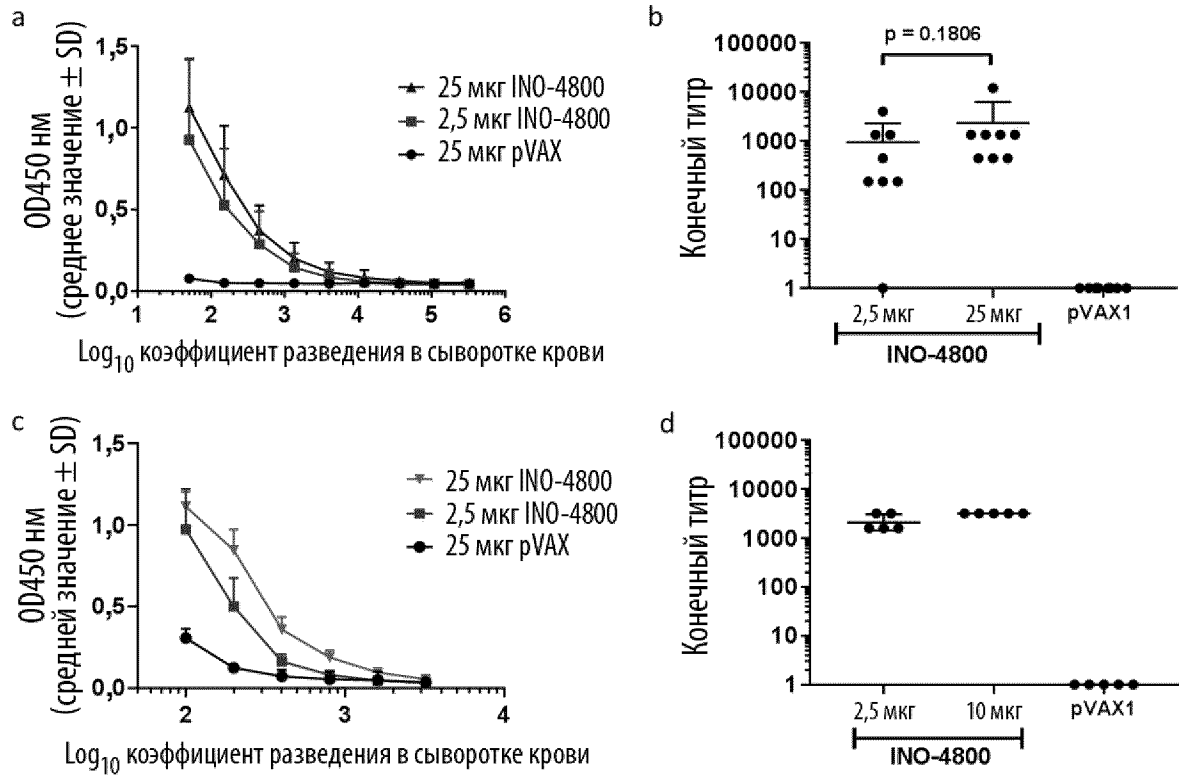 a
OD450 нм
(среднее значение ± SD)
1,5
1,0
0,5
0,0
25 мкг INO-4800
2,5 мкг INO-4800
25 мкг pVAX
1 2 3 4 5 6
Log10 коэффициент разведения в сыворотке крови
b
Конечный титр
p = 0.1806
100000
10000
1000
100
10
1
2,5 мкг 25 мкг pVAX1
INO-4800
c
OD450 нм
(средней значение ± SD)
1,5
1,0
0,5
0,0
25 мкг INO-4800
2,5 мкг INO-4800
25 мкг pVAX
2 3 4
Log10 коэффициент разведения в сыворотке крови
d
Конечный титр
100000
10000
1000
100
10
1
2,5 мкг 10 мкг pVAX1
INO-4800